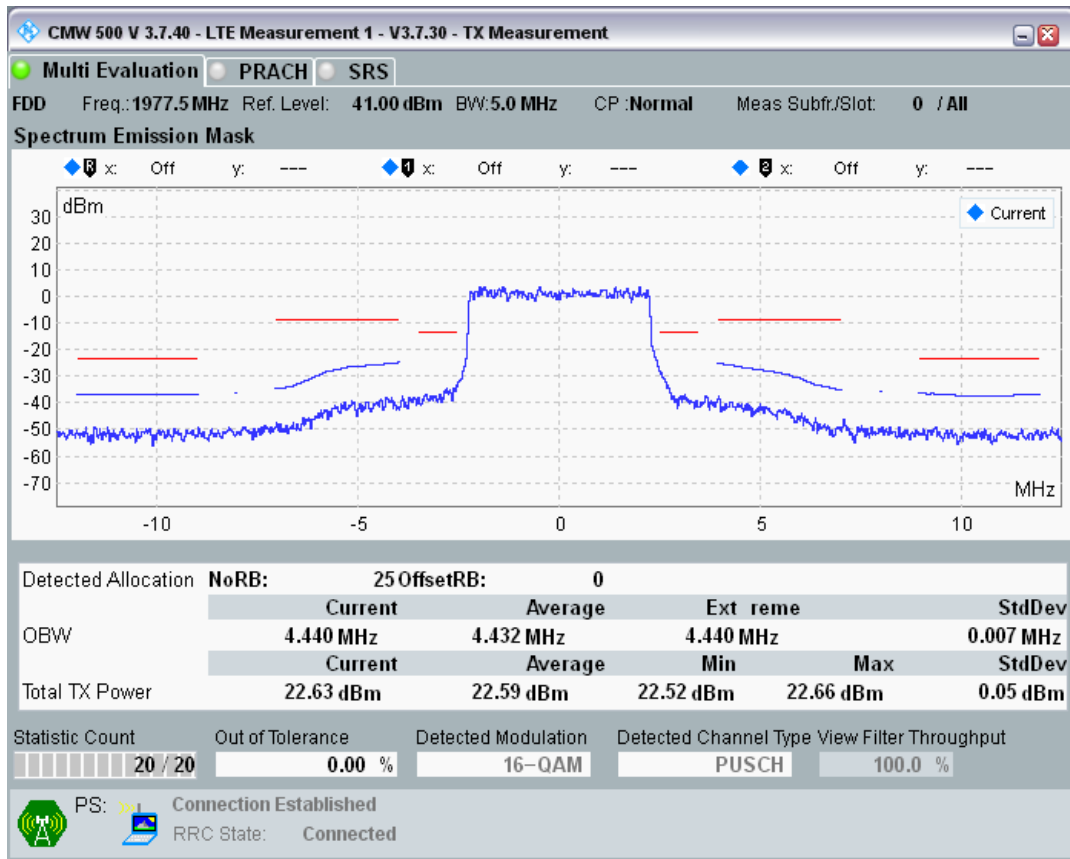 CMW 500 V 3.7.40 - LTE Measurement 1 - V3.7.30 - TX Measurement
Multi Evaluation PRACH SRS
FDD Freq.:1977.5 MHz Ref. Level: 41.00 dBm BW:5.0 MHz CP :Normal Meas Subfr./Slot: 0 / All
Spectrum Emission Mask
R x: Off y: --- 1 x: Off y: --- 2 x: Off y: ---
dBm
Current
30
20
10
0
-10
-20
-30
-40
-50
-60
-70
MHz
-10 -5 0 5 10
Detected Allocation NoRB: 25 OffsetRB: 0
Current Average Ext reme StdDev
OBW 4.440 MHz 4.432 MHz 4.440 MHz 0.007 MHz
Current Average Min Max StdDev
Total TX Power 22.63 dBm 22.59 dBm 22.52 dBm 22.66 dBm 0.05 dBm
Statistic Count Out of Tolerance Detected Modulation Detected Channel Type View Filter Throughput
20 / 20 0.00 % 16-QAM PUSCH 100.0 %
PS: Connection Established
RRC State: Connected